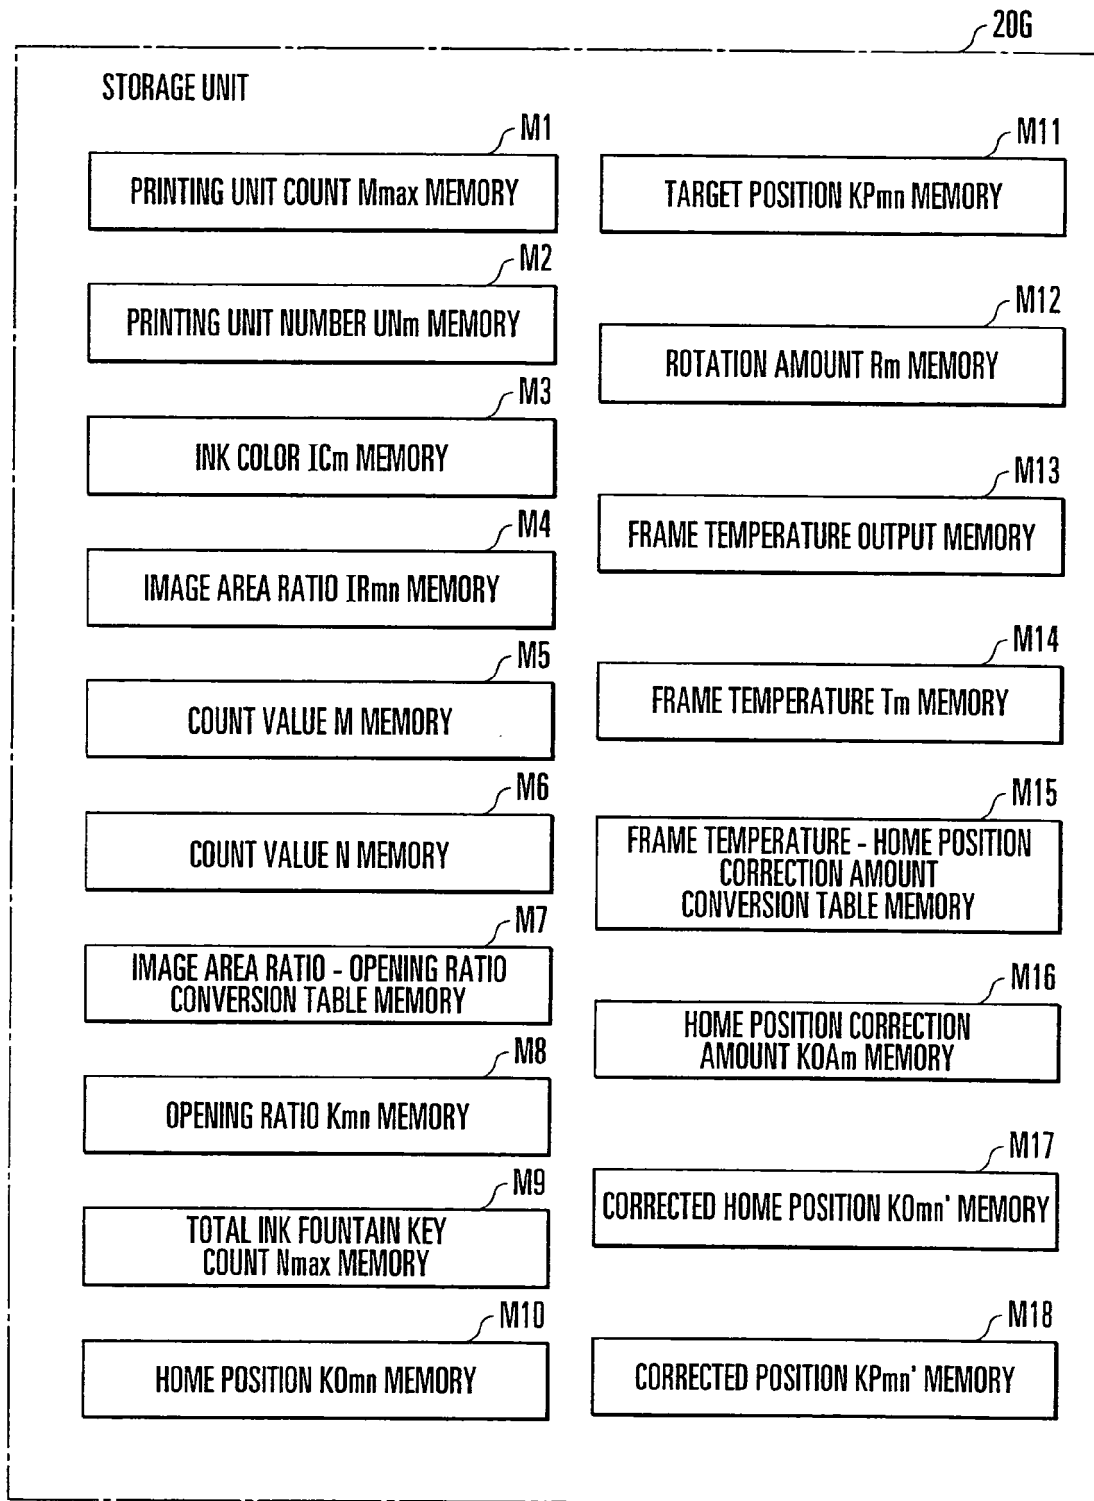 20G
STORAGE UNIT
M1
PRINTING UNIT COUNT Mmax MEMORY
M2
PRINTING UNIT NUMBER UNm MEMORY
M3
INK COLOR ICm MEMORY
M4
IMAGE AREA RATIO IRmn MEMORY
M5
COUNT VALUE M MEMORY
M6
COUNT VALUE N MEMORY
M7
IMAGE AREA RATIO - OPENING RATIO
CONVERSION TABLE MEMORY
M8
OPENING RATIO Kmn MEMORY
M9
TOTAL INK FOUNTAIN KEY
COUNT Nmax MEMORY
M10
HOME POSITION K0mn MEMORY
M11
TARGET POSITION KPmn MEMORY
M12
ROTATION AMOUNT Rm MEMORY
M13
FRAME TEMPERATURE OUTPUT MEMORY
M14
FRAME TEMPERATURE Tm MEMORY
M15
FRAME TEMPERATURE - HOME POSITION
CORRECTION AMOUNT
CONVERSION TABLE MEMORY
M16
HOME POSITION CORRECTION
AMOUNT K0Am MEMORY
M17
CORRECTED HOME POSITION K0mn' MEMORY
M18
CORRECTED POSITION KPmn' MEMORY